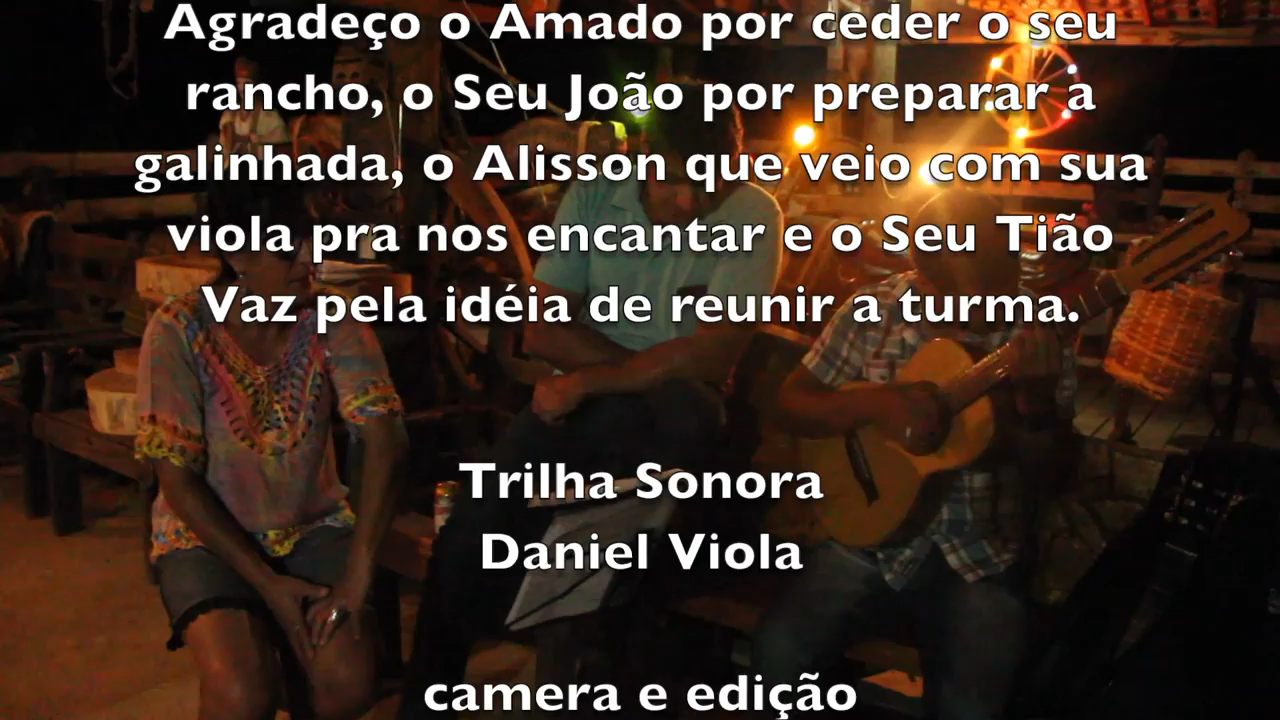 Agradeço o Amado por ceder o seu
rancho, o Seu João por preparar a
galinhada, o Alisson que veio com sua
viola pra nos encantar e o Seu Tião
Vaz pela idéia de reunir a turma.
Trilha Sonora
Daniel Viola
camera e edição